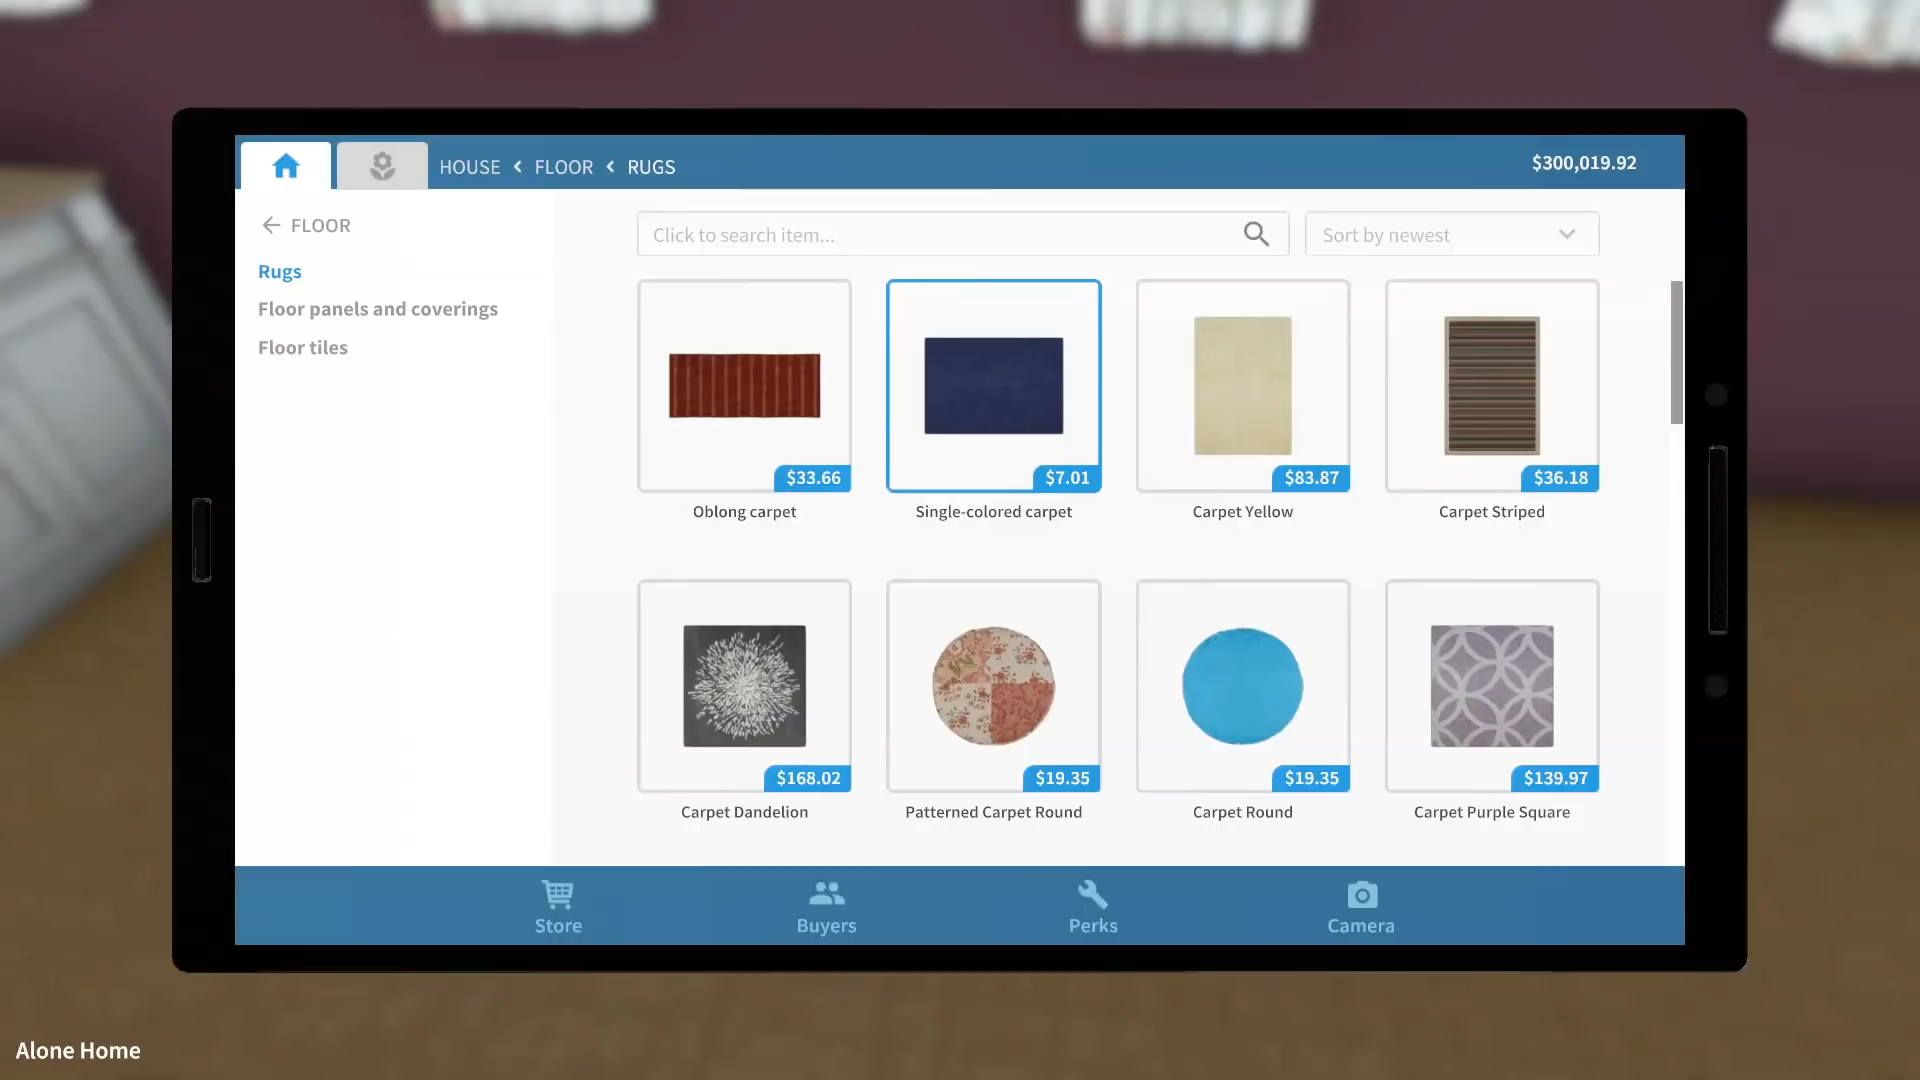 HOUSE < FLOOR < RUGS
$300,019.92
FLOOR
Rugs
Floor panels and coverings
Floor tiles
Click to search item...
Sort by newest
$33.66
$7.01
$83.87
$36.18
Oblong carpet
Single-colored carpet
Carpet Yellow
Carpet Striped
$168.02
$19.35
$19.35
$139.97
Carpet Dandelion
Patterned Carpet Round
Carpet Round
Carpet Purple Square
Store
Buyers
Perks
Camera
Alone Home